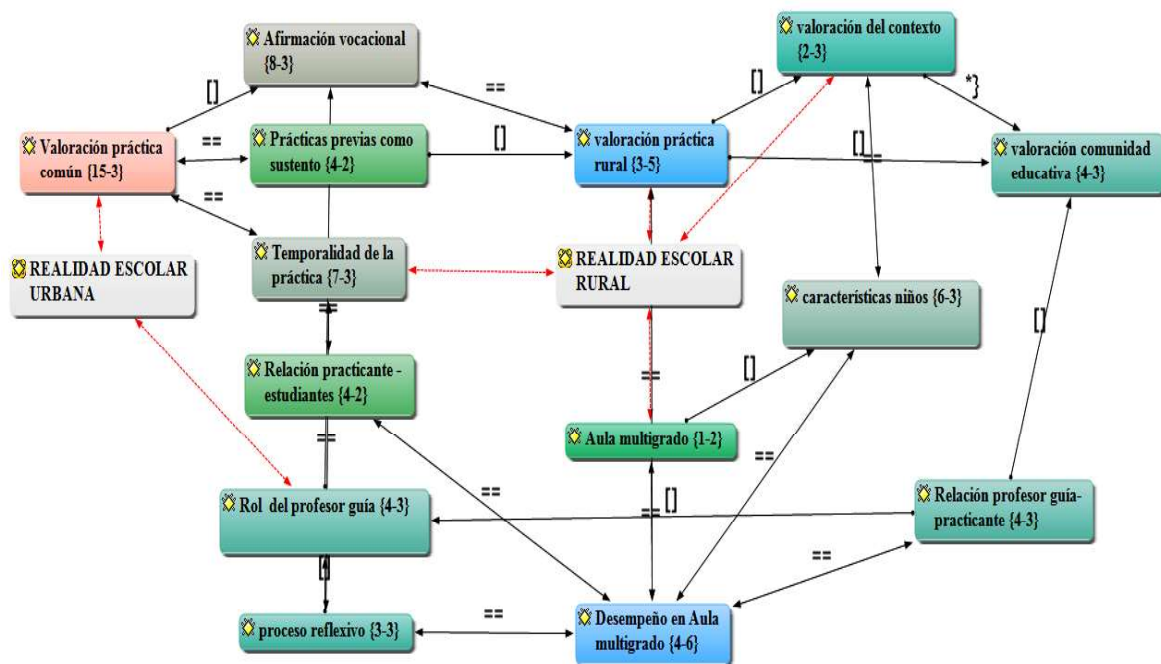 Afirmación vocacional
{8-3}
valoración del contexto
{2-3}
[]
==
[]
*}
Valoración práctica
común {15-3}
==
Prácticas previas como
sustento {4-2}
[]
valoración práctica
rural {3-5}
[]
==
valoración comunidad
educativa {4-3}
==
Temporalidad de la
práctica {7-3}
REALIDAD ESCOLAR
URBANA
REALIDAD ESCOLAR
RURAL
características niños {6-3}
==
[]
Relación practicante -
estudiantes {4-2}
==
[]
Aula multigrado {1-2}
==
==
Rol del profesor guía {4-3}
==
==
[]
Relación profesor guía-
practicante {4-3}
==
[]
proceso reflexivo {3-3}
==
Desempeño en Aula
multigrado {4-6}